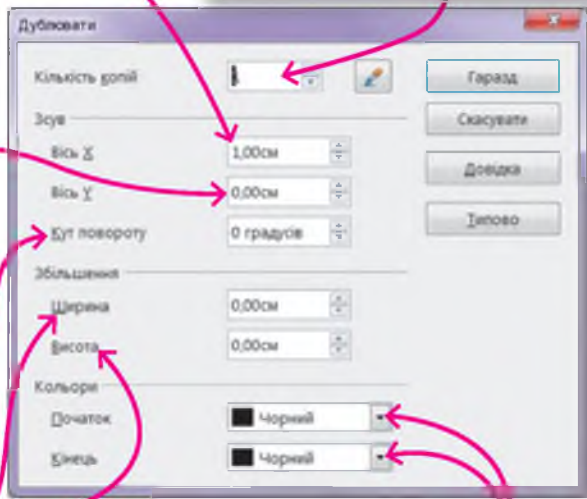 Дублювати
Кількість копій 1 Гаразд
Зсув Скасувати
Вісь X 1,00см Довідка
Вісь Y 0,00см Типово
Кут повороту 0 градусів
Збільшення
Ширина 0,00см
Висота 0,00см
Кольори
Початок Чорний
Кінець Чорний